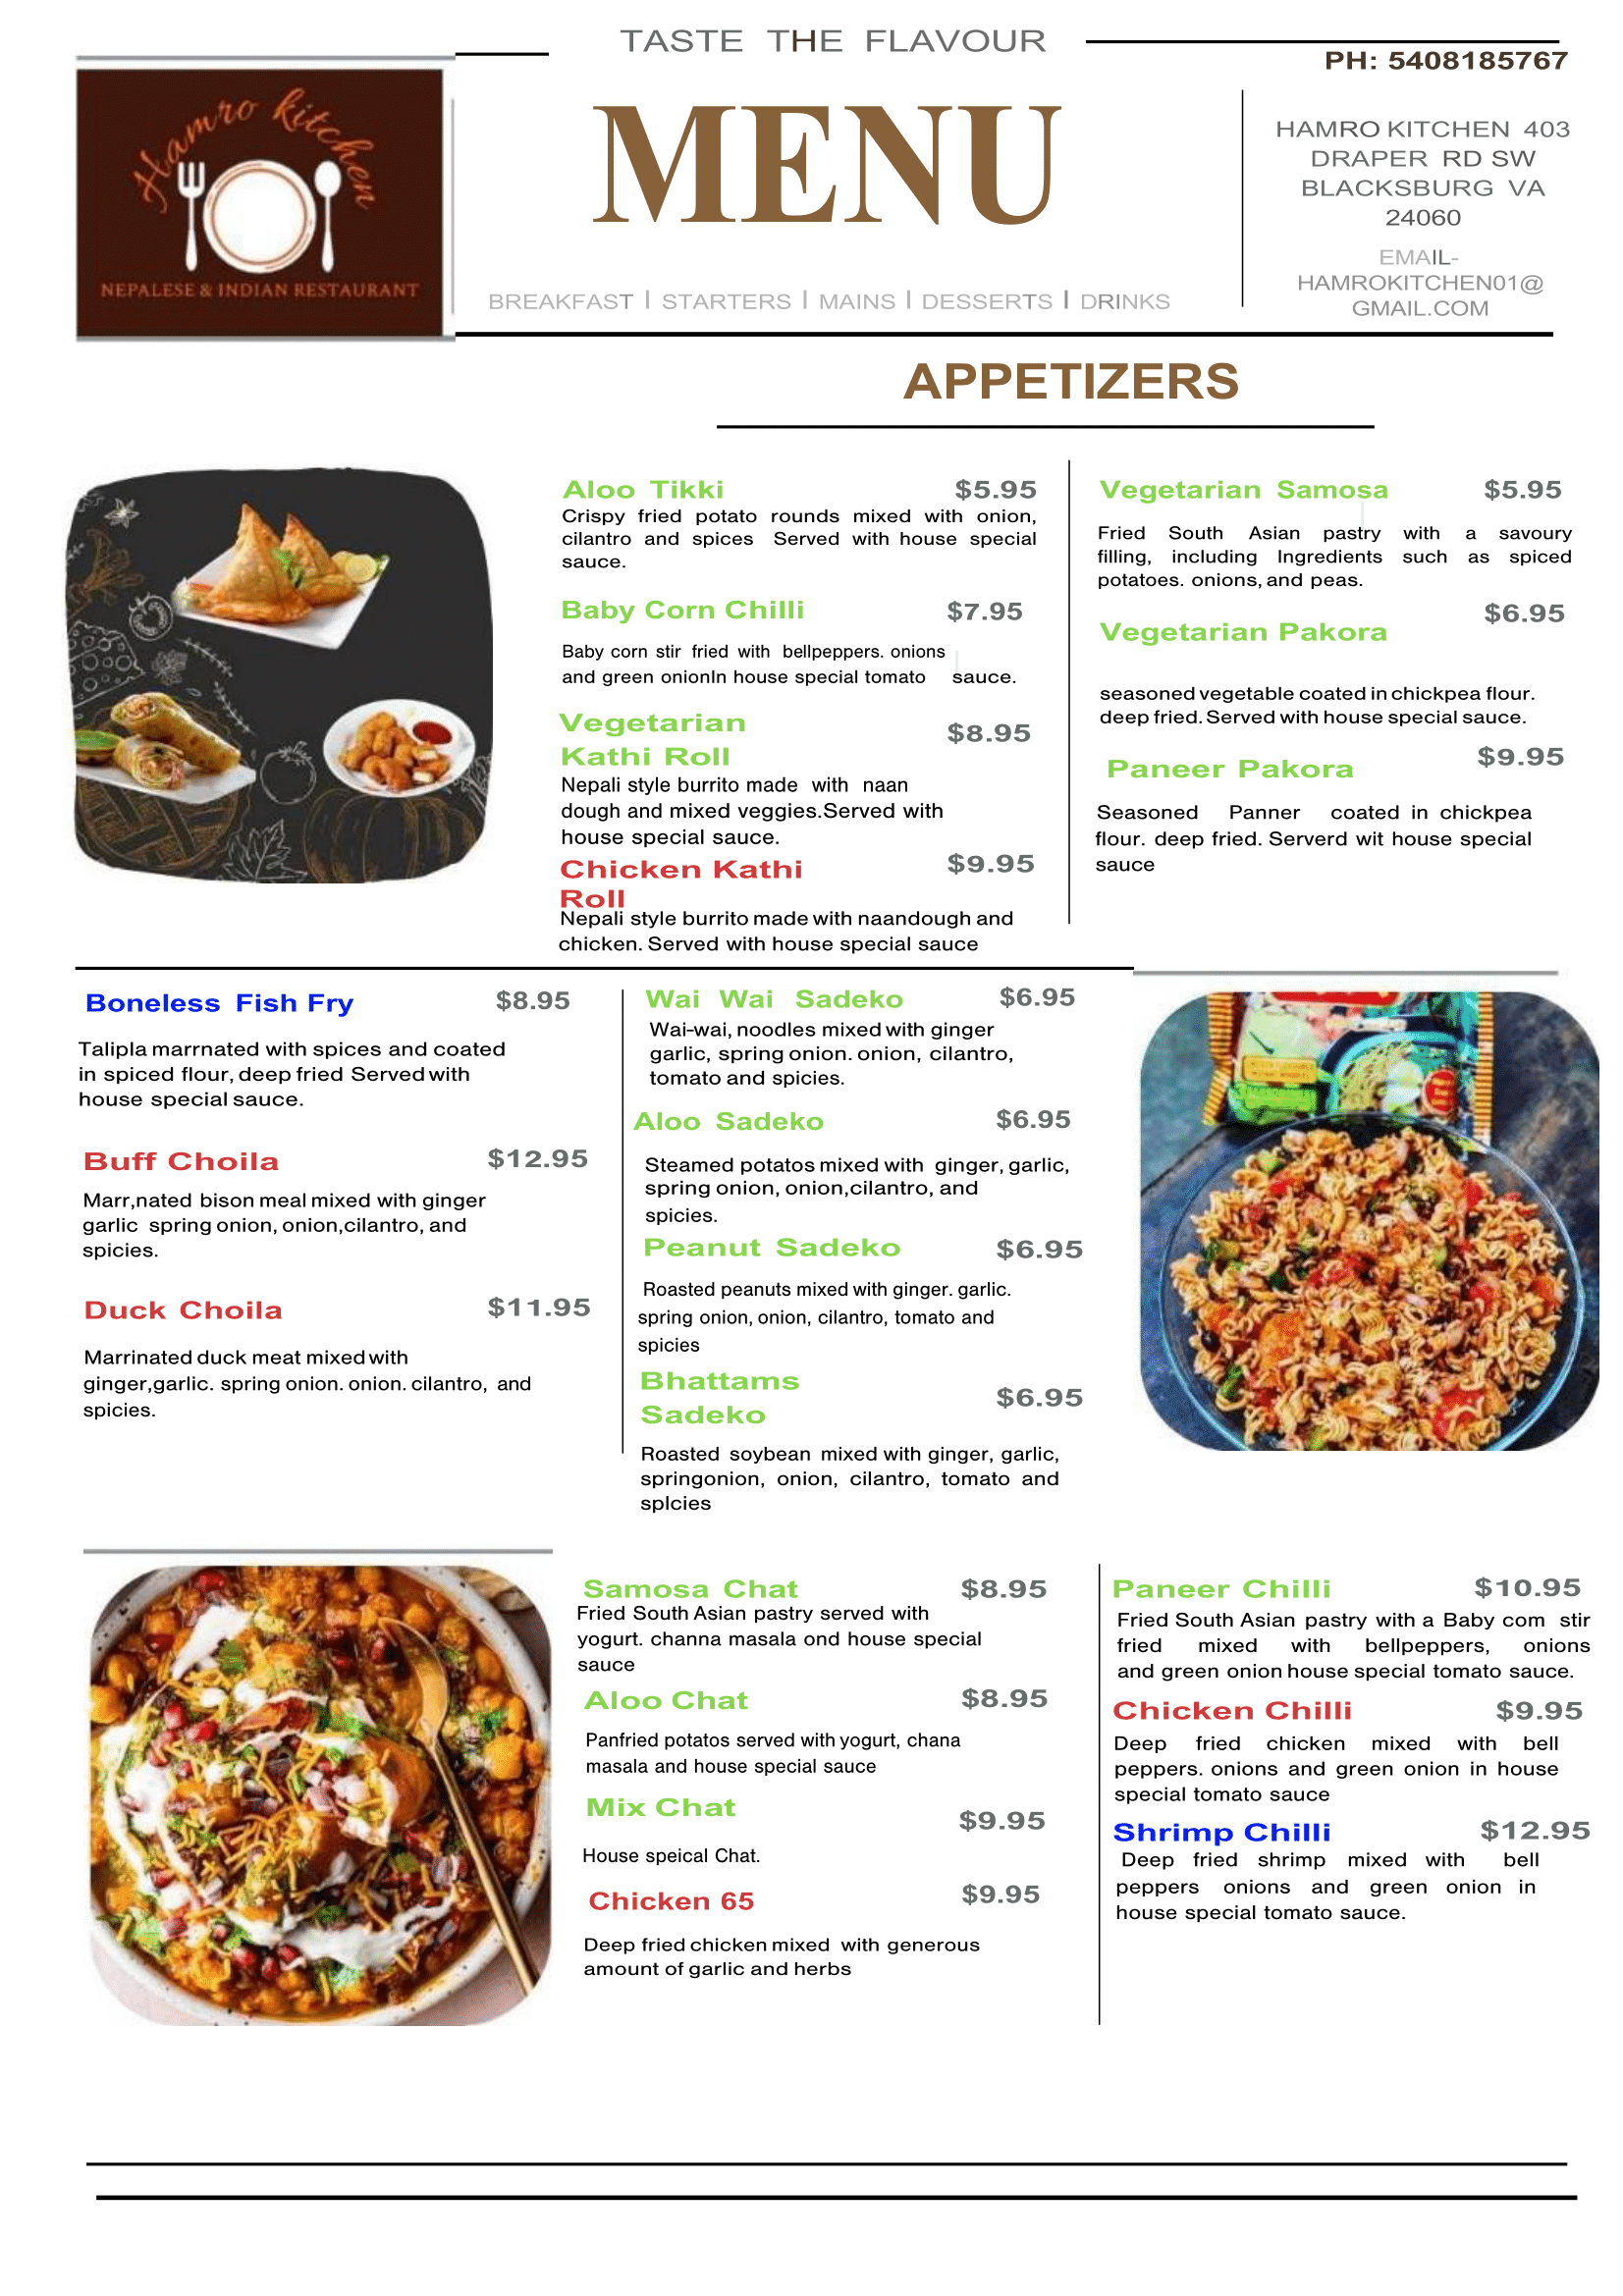 TASTE THE FLAVOUR
PH: 5408185767
Hamro kitchen
NEPALESE & INDIAN RESTAURANT
MENU
HAMRO KITCHEN 403
DRAPER RD SW
BLACKSBURG VA
24060
EMAIL-
HAMROKITCHEN01@
GMAIL.COM
BREAKFAST | STARTERS | MAINS | DESSERTS | DRINKS
APPETIZERS
Aloo Tikki $5.95
Crispy fried potato rounds mixed with onion,
cilantro and spices Served with house special
sauce.
Baby Corn Chilli $7.95
Baby corn stir fried with bellpeppers. onions
and green onionIn house special tomato sauce.
Vegetarian
Kathi Roll $8.95
Nepali style burrito made with naan
dough and mixed veggies.Served with
house special sauce.
Chicken Kathi
Roll $9.95
Nepali style burrito made with naandough and
chicken. Served with house special sauce
Vegetarian Samosa $5.95
Fried South Asian pastry with a savoury
filling, including Ingredients such as spiced
potatoes. onions, and peas.
Vegetarian Pakora $6.95
seasoned vegetable coated in chickpea flour.
deep fried. Served with house special sauce.
Paneer Pakora $9.95
Seasoned Panner coated in chickpea
flour. deep fried. Serverd wit house special
sauce
Boneless Fish Fry $8.95
Talipla marrnated with spices and coated
in spiced flour, deep fried Served with
house special sauce.
Buff Choila $12.95
Marr,nated bison meal mixed with ginger
garlic spring onion, onion,cilantro, and
spicies.
Duck Choila $11.95
Marrinated duck meat mixed with
ginger,garlic. spring onion. onion. cilantro, and
spicies.
Wai Wai Sadeko $6.95
Wai-wai, noodles mixed with ginger
garlic, spring onion. onion, cilantro,
tomato and spicies.
Aloo Sadeko $6.95
Steamed potatos mixed with ginger, garlic,
spring onion, onion,cilantro, and
spicies.
Peanut Sadeko $6.95
Roasted peanuts mixed with ginger. garlic.
spring onion, onion, cilantro, tomato and
spicies
Bhattams
Sadeko $6.95
Roasted soybean mixed with ginger, garlic,
springonion, onion, cilantro, tomato and
splcies
Samosa Chat $8.95
Fried South Asian pastry served with
yogurt. channa masala ond house special
sauce
Aloo Chat $8.95
Panfried potatos served with yogurt, chana
masala and house special sauce
Mix Chat $9.95
House speical Chat.
Chicken 65 $9.95
Deep fried chicken mixed with generous
amount of garlic and herbs
Paneer Chilli $10.95
Fried South Asian pastry with a Baby com stir
fried mixed with bellpeppers, onions
and green onion house special tomato sauce.
Chicken Chilli $9.95
Deep fried chicken mixed with bell
peppers. onions and green onion in house
special tomato sauce
Shrimp Chilli $12.95
Deep fried shrimp mixed with bell
peppers onions and green onion in
house special tomato sauce.